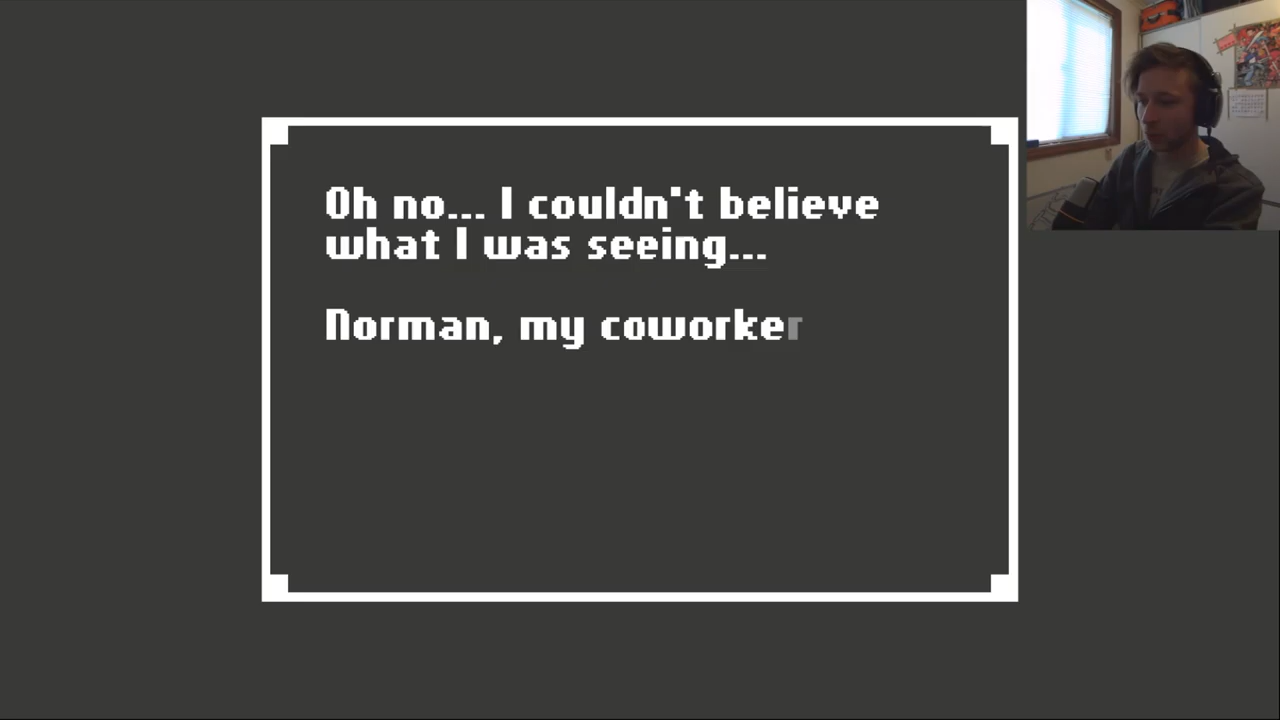 Oh no... I couldn't believe
what I was seeing...
Norman, my coworker